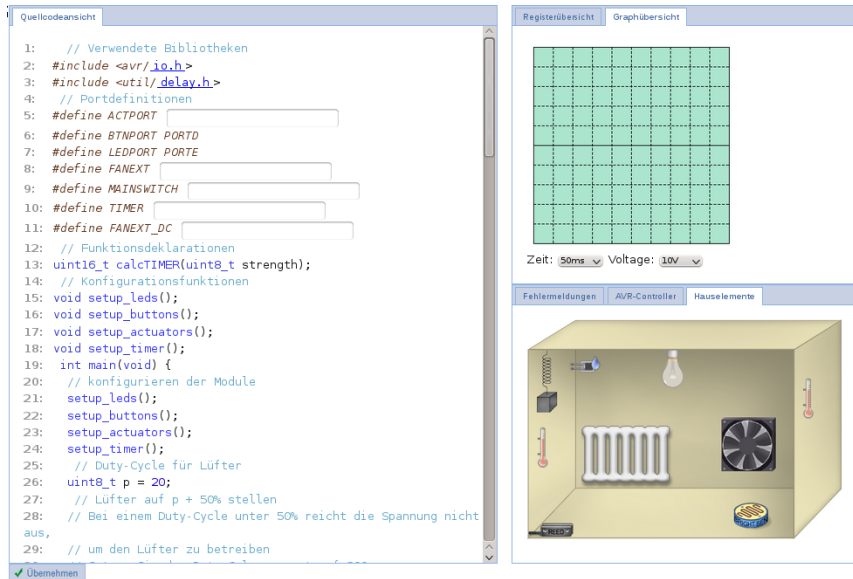 Quellcodeansicht
1: // Verwendete Bibliotheken
2: #include <avr/ io.h >
3: #include <util/ delay.h >
4: // Portdefinitionen
5: #define ACTPORT
6: #define BTNPORT PORTD
7: #define LEDPORT PORTE
8: #define FANEXT
9: #define MAINSWITCH
10: #define TIMER
11: #define FANEXT_DC
12: // Funktionsdeklarationen
13: uint16_t calcTIMER(uint8_t strength);
14: // Konfigurationsfunktionen
15: void setup_leds();
16: void setup_buttons();
17: void setup_actuators();
18: void setup_timer();
19: int main(void) {
20: // konfigurieren der Module
21: setup_leds();
22: setup_buttons();
23: setup_actuators();
24: setup_timer();
25: // Duty-Cycle für Lüfter
26: uint8_t p = 20;
27: // Lüfter auf p + 50% stellen
28: // Bei einem Duty-Cycle unter 50% reicht die Spannung nicht
aus,
29: // um den Lüfter zu betreiben
Übernehmen
Registerübersicht
Graphübersicht
Zeit: 50ms Voltage: 10V
Fehlermeldungen
AVR-Controller
Hauselemente
REED